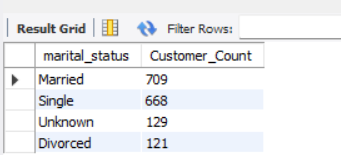 Result Grid Filter Rows:
marital_status Customer_Count
Married 709
Single 668
Unknown 129
Divorced 121